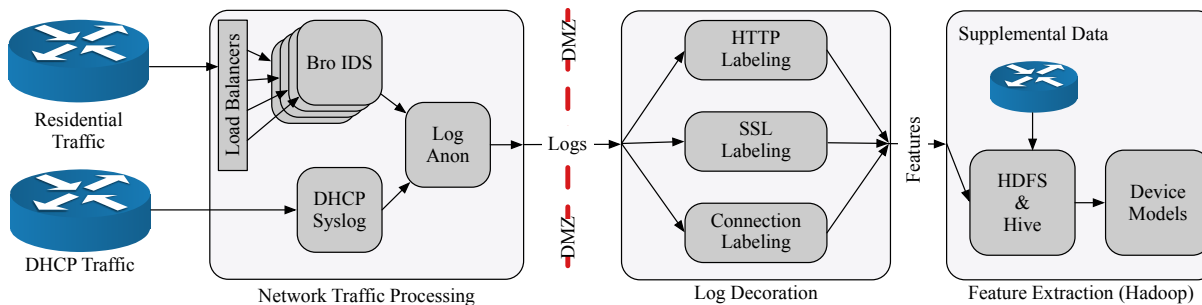 Residential
Traffic
DHCP Traffic
Load Balancers
Bro IDS
DHCP
Syslog
Log
Anon
Network Traffic Processing
DMZ
Logs
DMZ
HTTP
Labeling
SSL
Labeling
Connection
Labeling
Log Decoration
Features
Supplemental Data
HDFS
&
Hive
Device
Models
Feature Extraction (Hadoop)